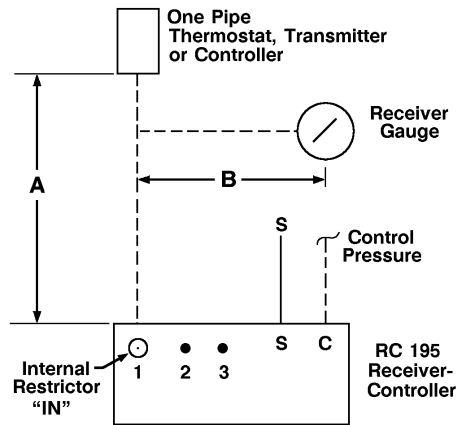 One Pipe
Thermostat, Transmitter
or Controller
Receiver
Gauge
A
B
S
Control
Pressure
S C
1 2 3
Internal
Restrictor
“IN”
RC 195
Receiver-
Controller